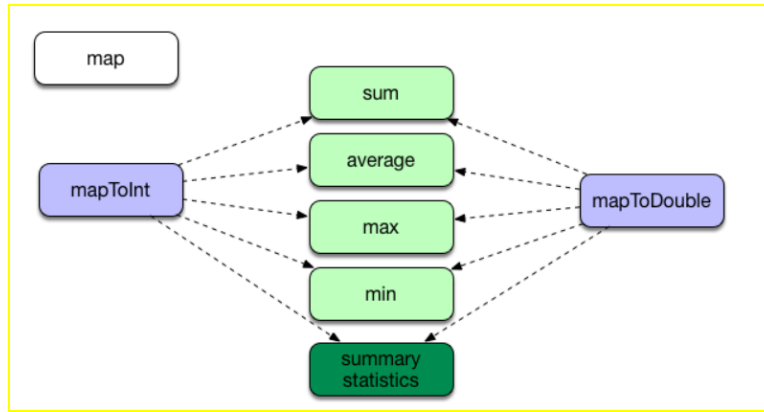 map
sum
average
mapToInt
mapToDouble
max
min
summary
statistics